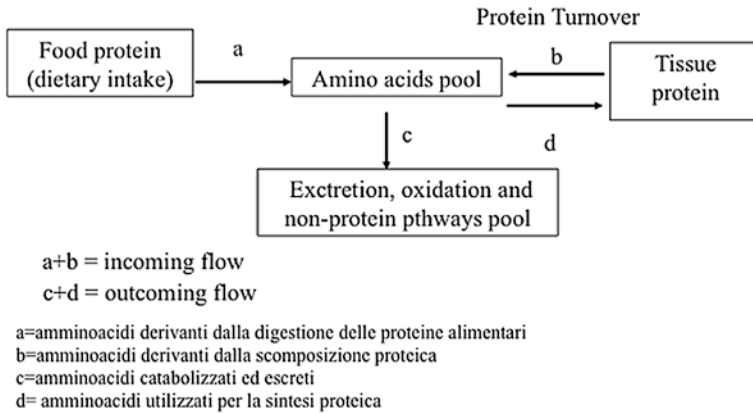 Protein Turnover
Food protein
(dietary intake)
a
Amino acids pool
b
Tissue
protein
c
d
Exctretion, oxidation and
non-protein pthways pool
a+b = incoming flow
c+d = outcoming flow
a=amminoacidi derivanti dalla digestione delle proteine alimentari
b=amminoacidi derivanti dalla scomposizione proteica
c=amminoacidi catabolizzati ed escreti
d= amminoacidi utilizzati per la sintesi proteica